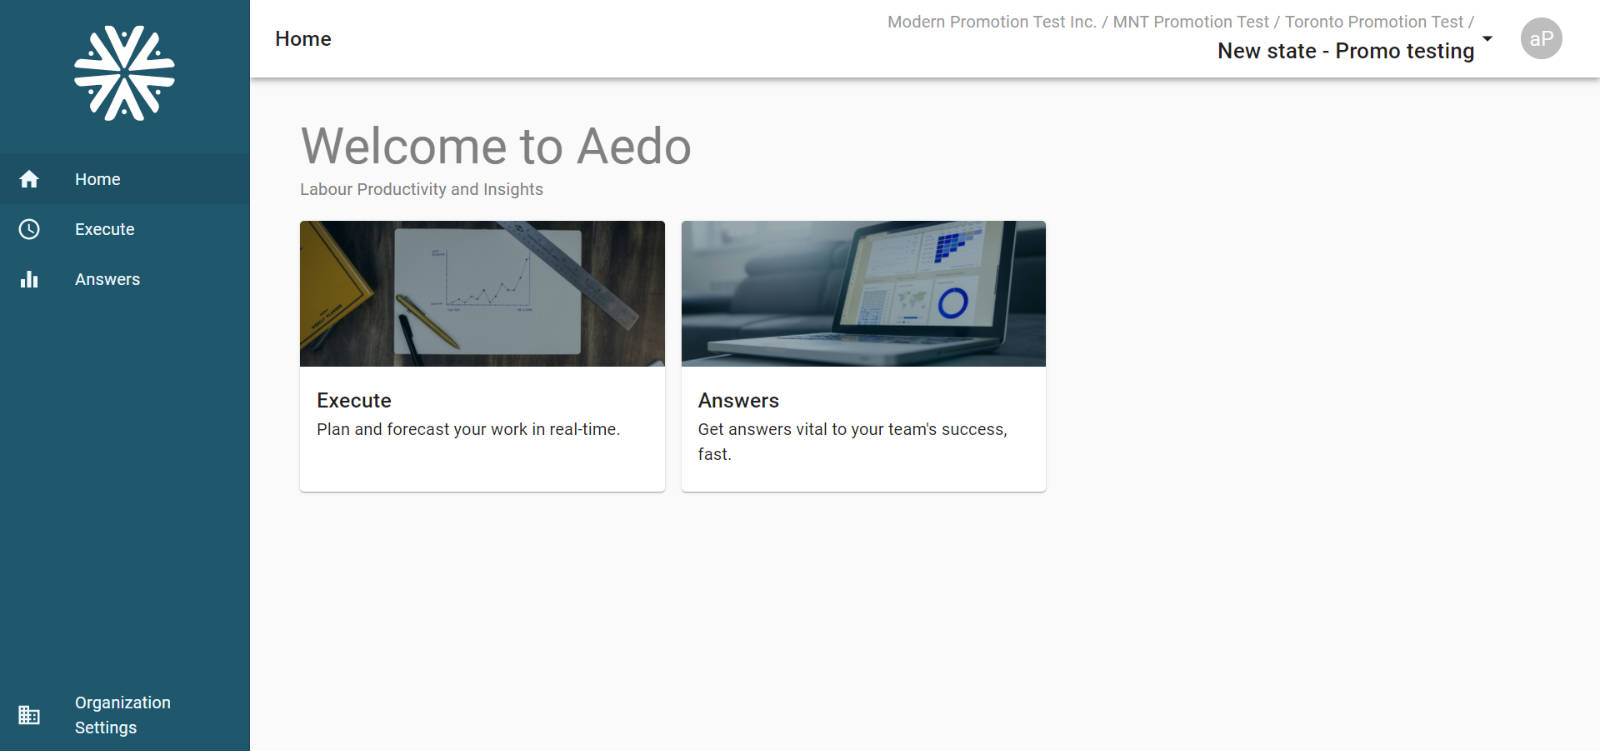 Home
Execute
Answers
Organization
Settings
Home
Modern Promotion Test Inc. / MNT Promotion Test / Toronto Promotion Test /
New state - Promo testing
aP
Welcome to Aedo
Labour Productivity and Insights
Execute
Plan and forecast your work in real-time.
Answers
Get answers vital to your team's success,
fast.